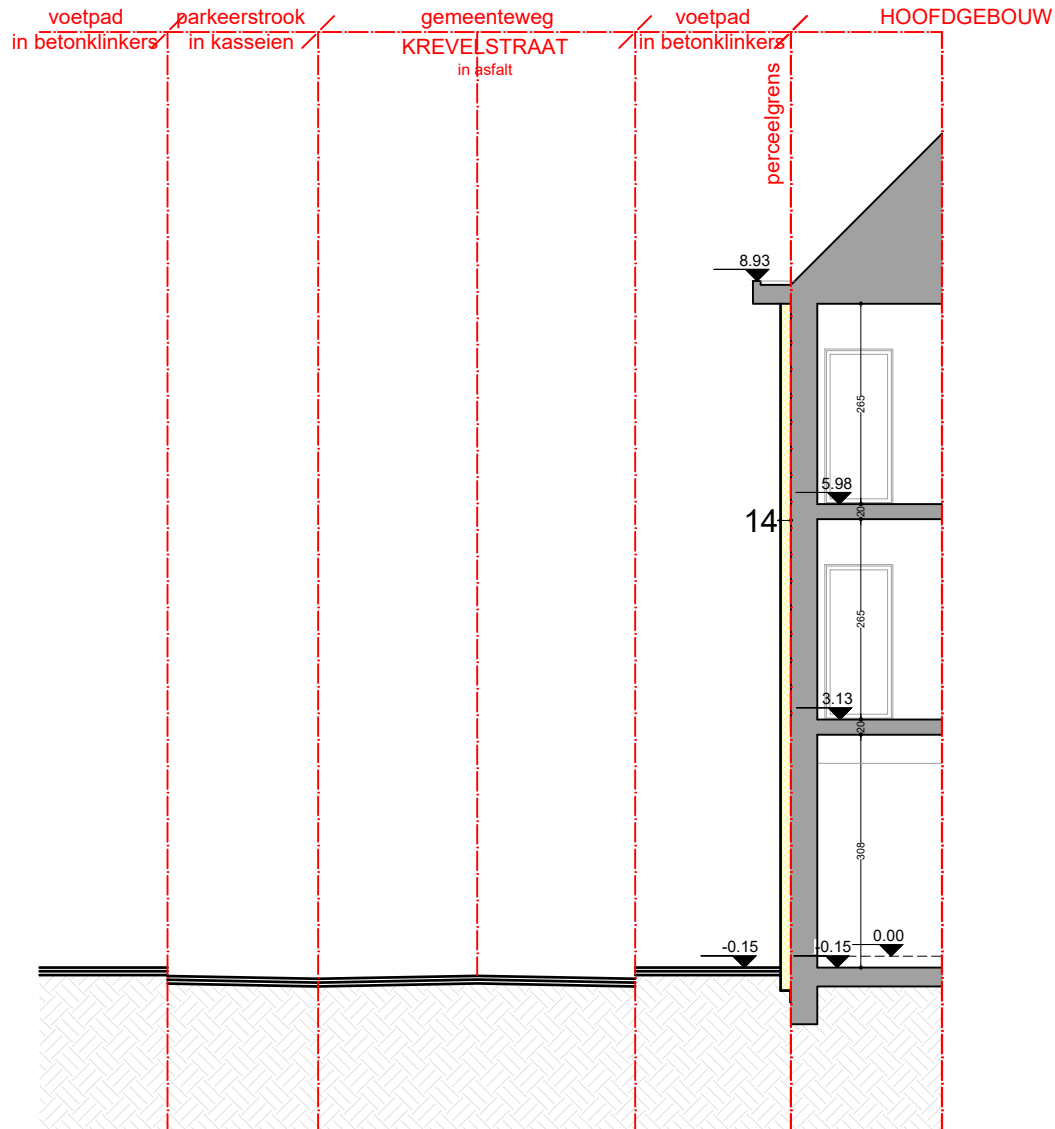 voetpad
in betonklinkers
parkeerstrook
in kasseien
gemeenteweg
KREVELSTRAAT
in asfalt
voetpad
in betonklinkers
HOOFDGEBOUW
perceelgrens
8.93
265
5.98
20
14
265
3.13
20
308
-0.15
-0.15
0.00